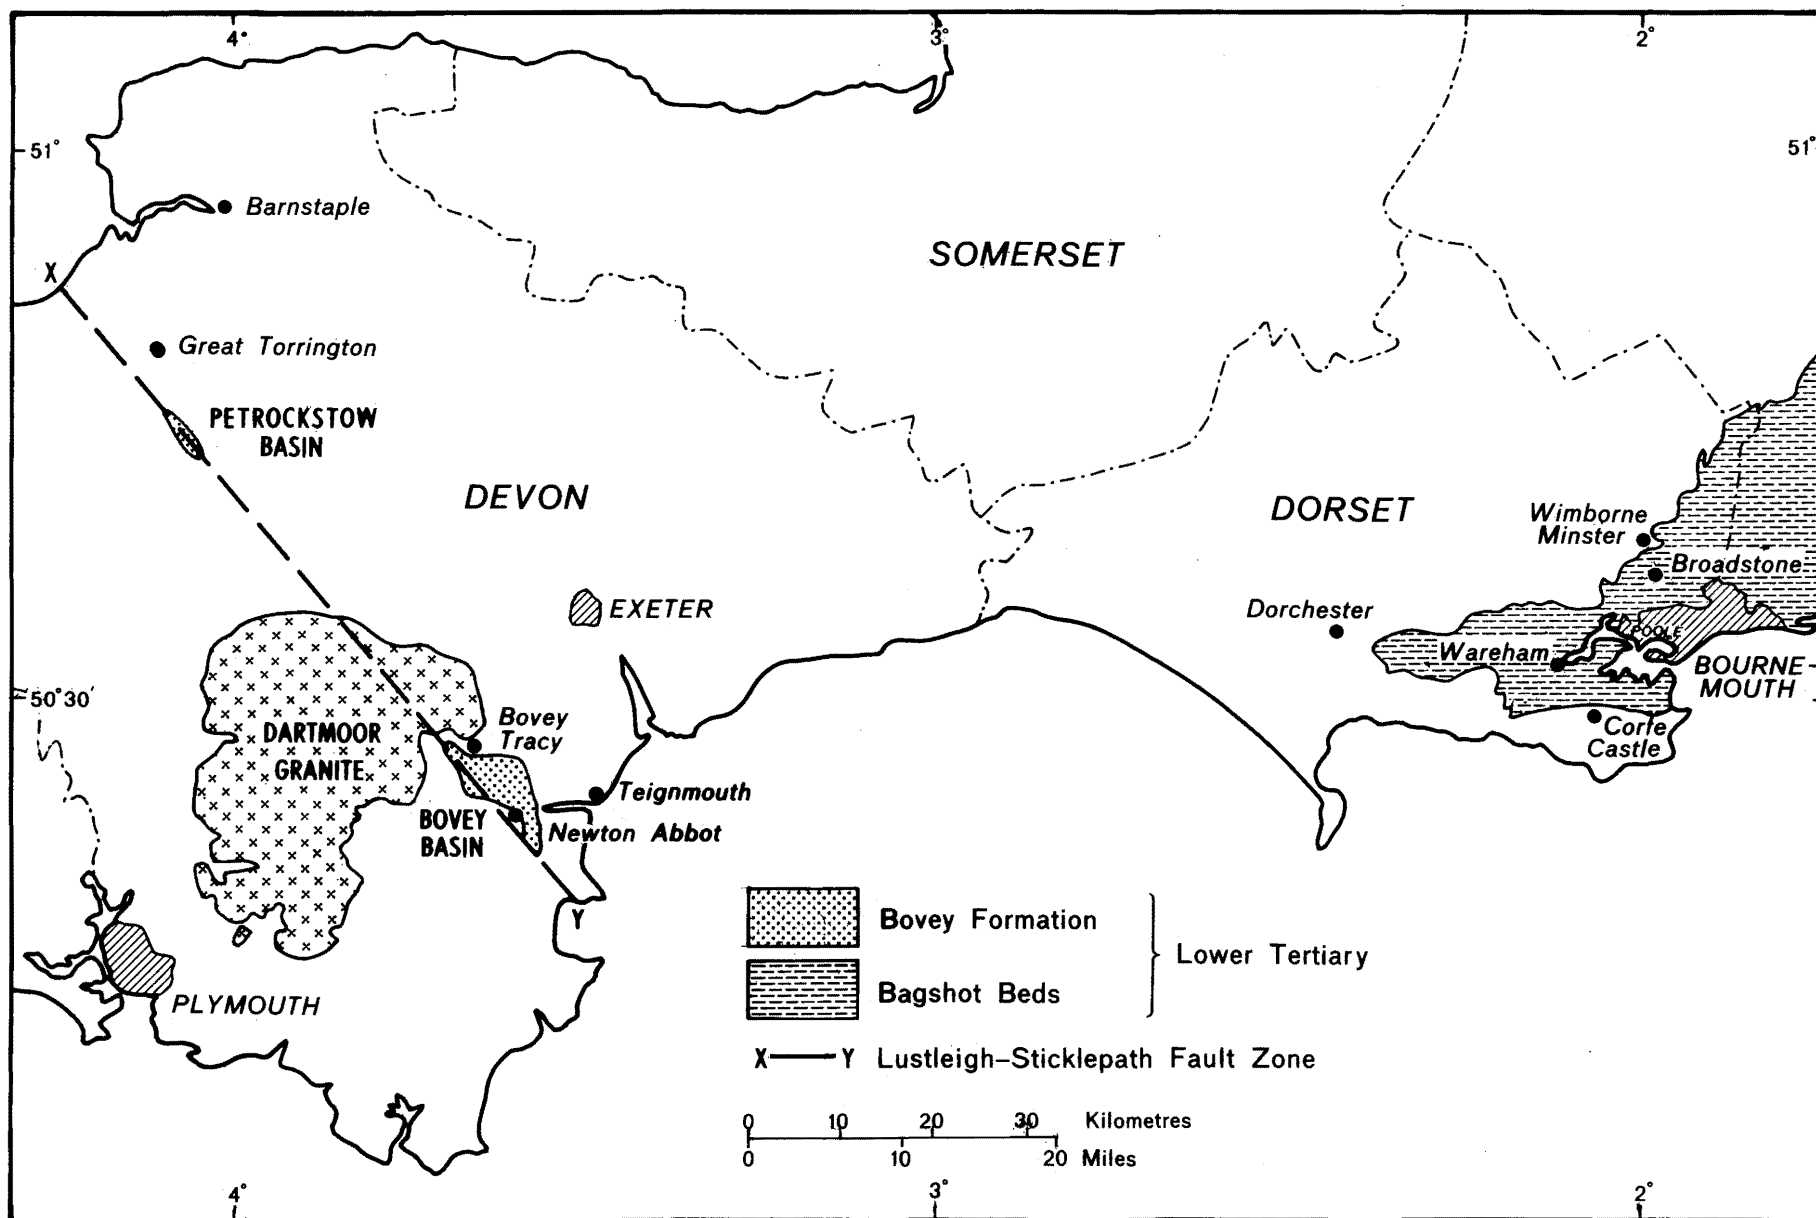 4° 3° 2°
51° 51°
Barnstaple
X
SOMERSET
Great Torrington
PETROCKSTOW
BASIN
DEVON
DORSET
Wimborne
Minster
Broadstone
EXETER
Dorchester
POOLE
Wareham
BOURNE-
MOUTH
50°30'
Bovey
Tracy
DARTMOOR
GRANITE
Corfe
Castle
Teignmouth
BOVEY
BASIN
Newton Abbot
Y
Bovey Formation
Lower Tertiary
Bagshot Beds
PLYMOUTH
X Y Lustleigh–Sticklepath Fault Zone
0 10 20 30 Kilometres
0 10 20 Miles
4° 3° 2°